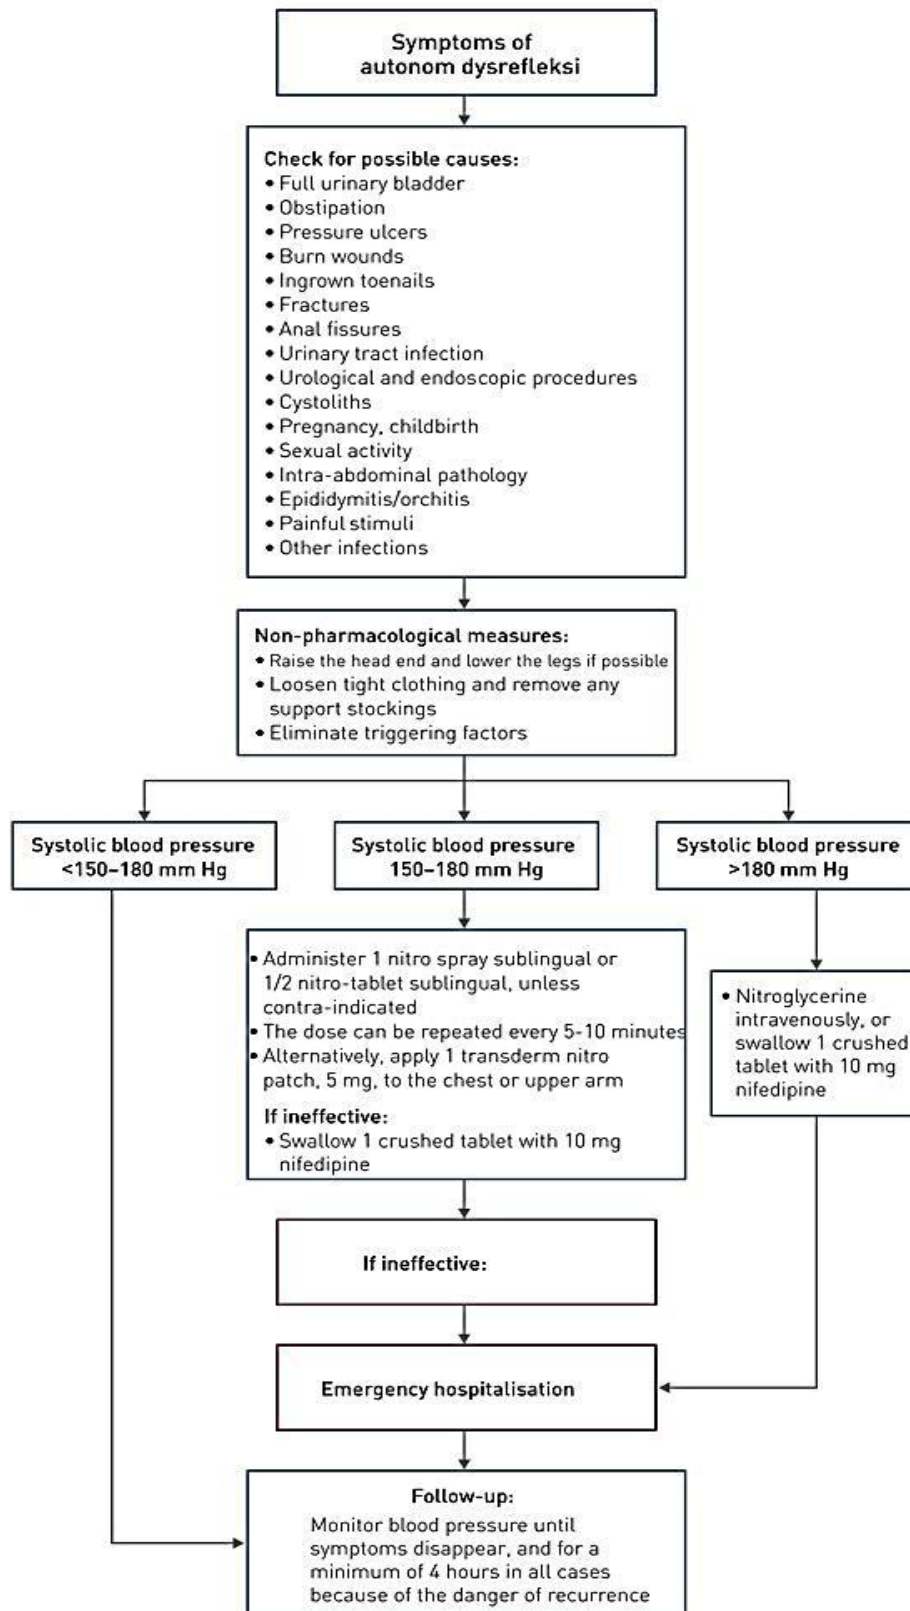 Symptoms of
autonom dysrefleksi
Check for possible causes:
• Full urinary bladder
• Obstipation
• Pressure ulcers
• Burn wounds
• Ingrown toenails
• Fractures
• Anal fissures
• Urinary tract infection
• Urological and endoscopic procedures
• Cystoliths
• Pregnancy, childbirth
• Sexual activity
• Intra-abdominal pathology
• Epididymitis/orchitis
• Painful stimuli
• Other infections
Non-pharmacological measures:
• Raise the head end and lower the legs if possible
• Loosen tight clothing and remove any
support stockings
• Eliminate triggering factors
Systolic blood pressure
<150–180 mm Hg
Systolic blood pressure
150–180 mm Hg
Systolic blood pressure
>180 mm Hg
• Administer 1 nitro spray sublingual or
1/2 nitro-tablet sublingual, unless
contra-indicated
• The dose can be repeated every 5-10 minutes
• Alternatively, apply 1 transderm nitro
patch, 5 mg, to the chest or upper arm
If ineffective:
• Swallow 1 crushed tablet with 10 mg
nifedipine
• Nitroglycerine
intravenously, or
swallow 1 crushed
tablet with 10 mg
nifedipine
If ineffective:
Emergency hospitalisation
Follow-up:
Monitor blood pressure until
symptoms disappear, and for a
minimum of 4 hours in all cases
because of the danger of recurrence